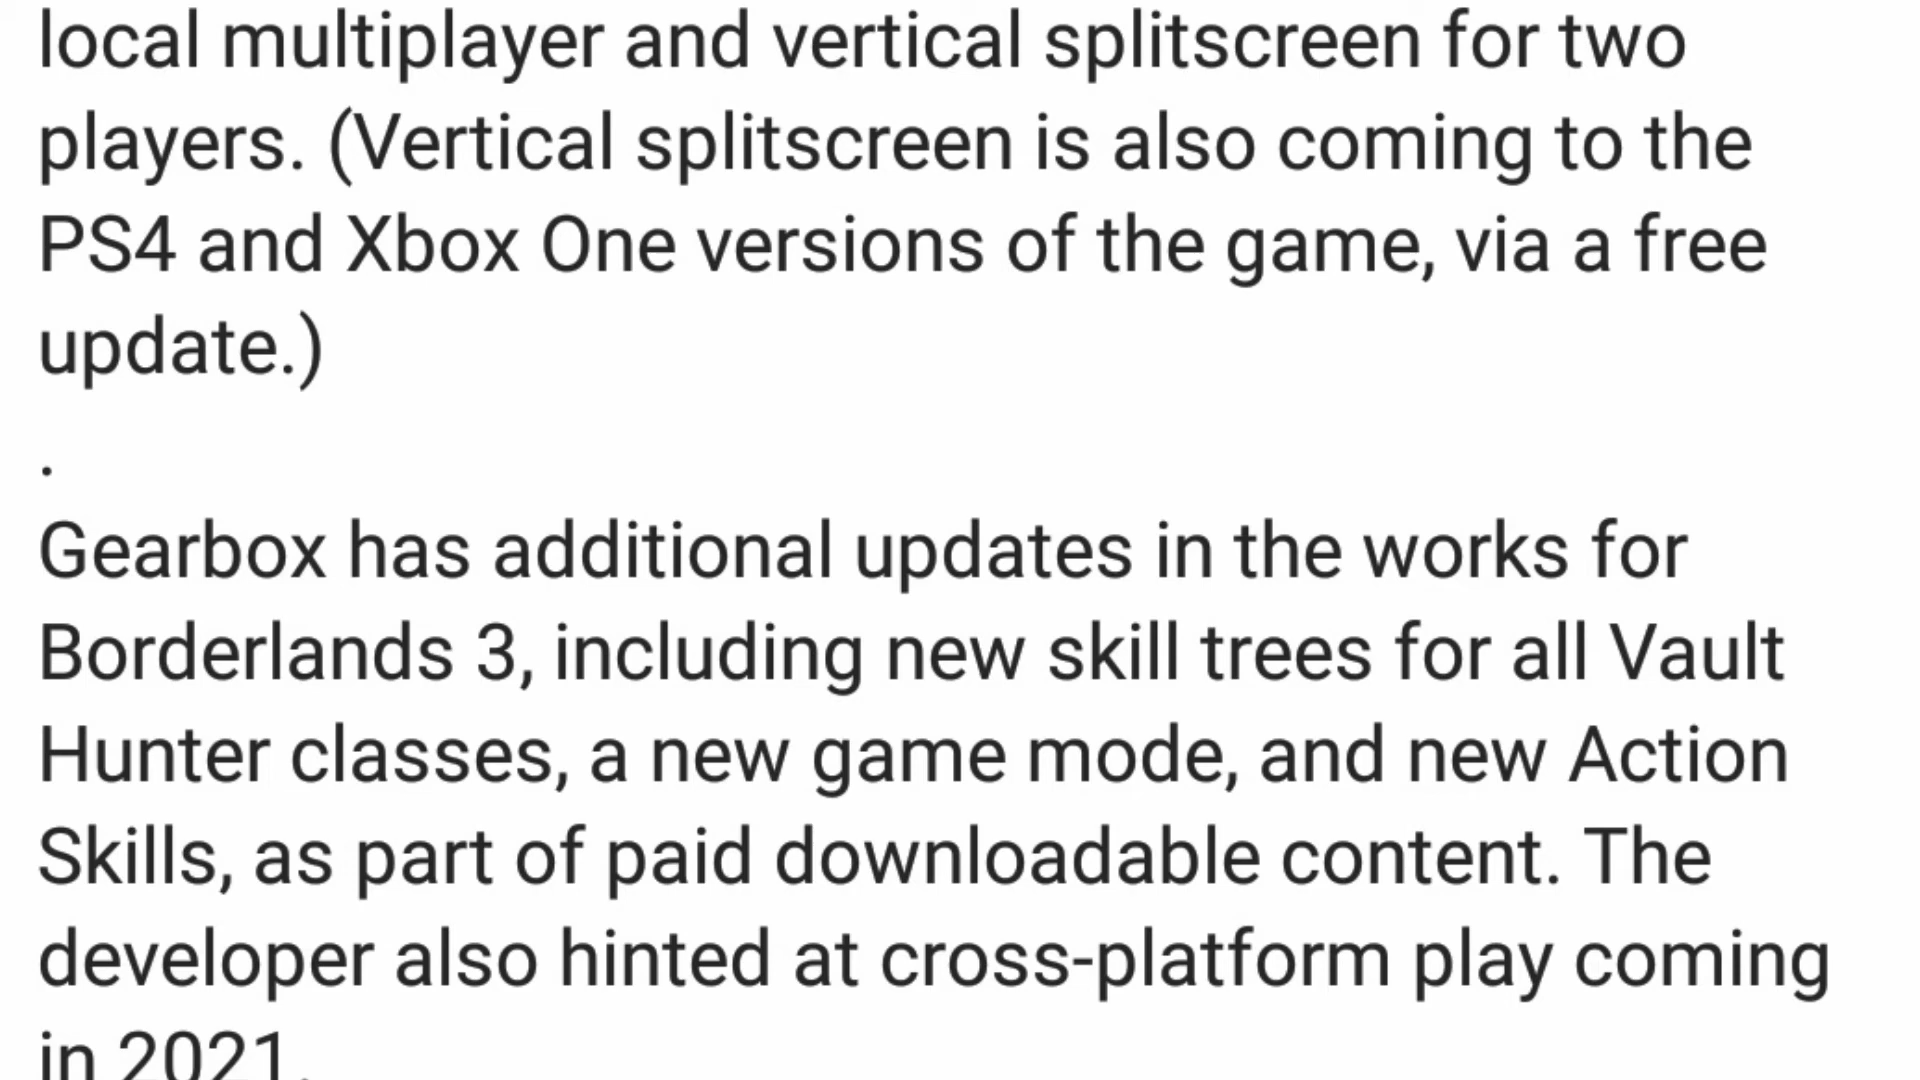 local multiplayer and vertical splitscreen for two
players. (Vertical splitscreen is also coming to the
PS4 and Xbox One versions of the game, via a free
update.)
.
Gearbox has additional updates in the works for
Borderlands 3, including new skill trees for all Vault
Hunter classes, a new game mode, and new Action
Skills, as part of paid downloadable content. The
developer also hinted at cross-platform play coming
in 2021.